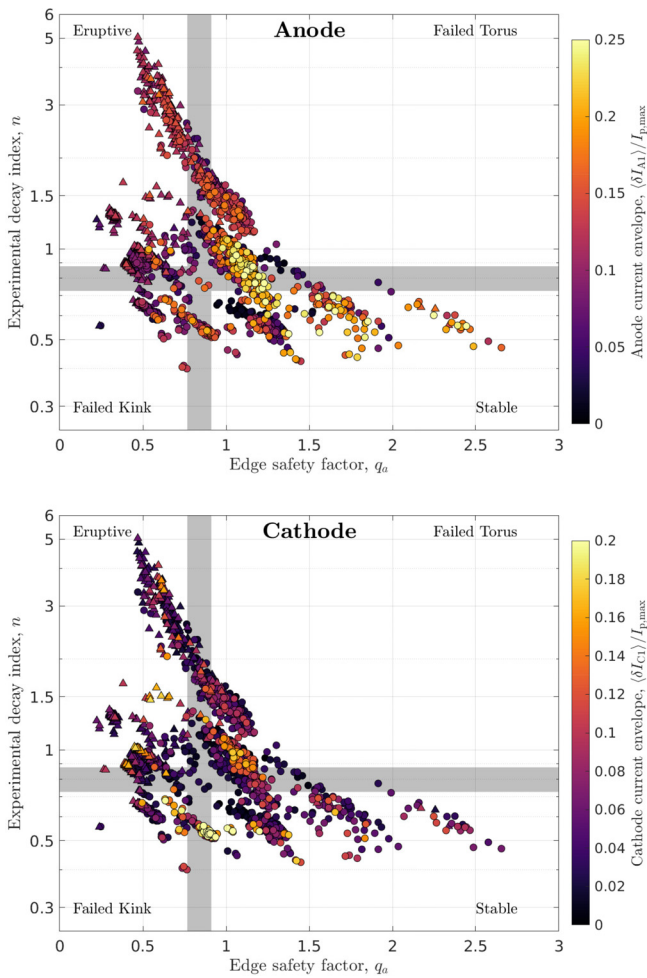 Anode
Eruptive
Failed Torus
Failed Kink
Stable
6
5
3
1.5
1
0.5
0.3
0
0.5
1
1.5
2
2.5
3
Experimental decay index, n
Edge safety factor, qₐ
0.25
0.2
0.15
0.1
0.05
0
Anode current envelope, ⟨δI_A1⟩/I_p,max
Cathode
Eruptive
Failed Torus
Failed Kink
Stable
6
5
3
1.5
1
0.5
0.3
0
0.5
1
1.5
2
2.5
3
Experimental decay index, n
Edge safety factor, qₐ
0.2
0.18
0.16
0.14
0.12
0.1
0.08
0.06
0.04
0.02
0
Cathode current envelope, ⟨δI_C1⟩/I_p,max